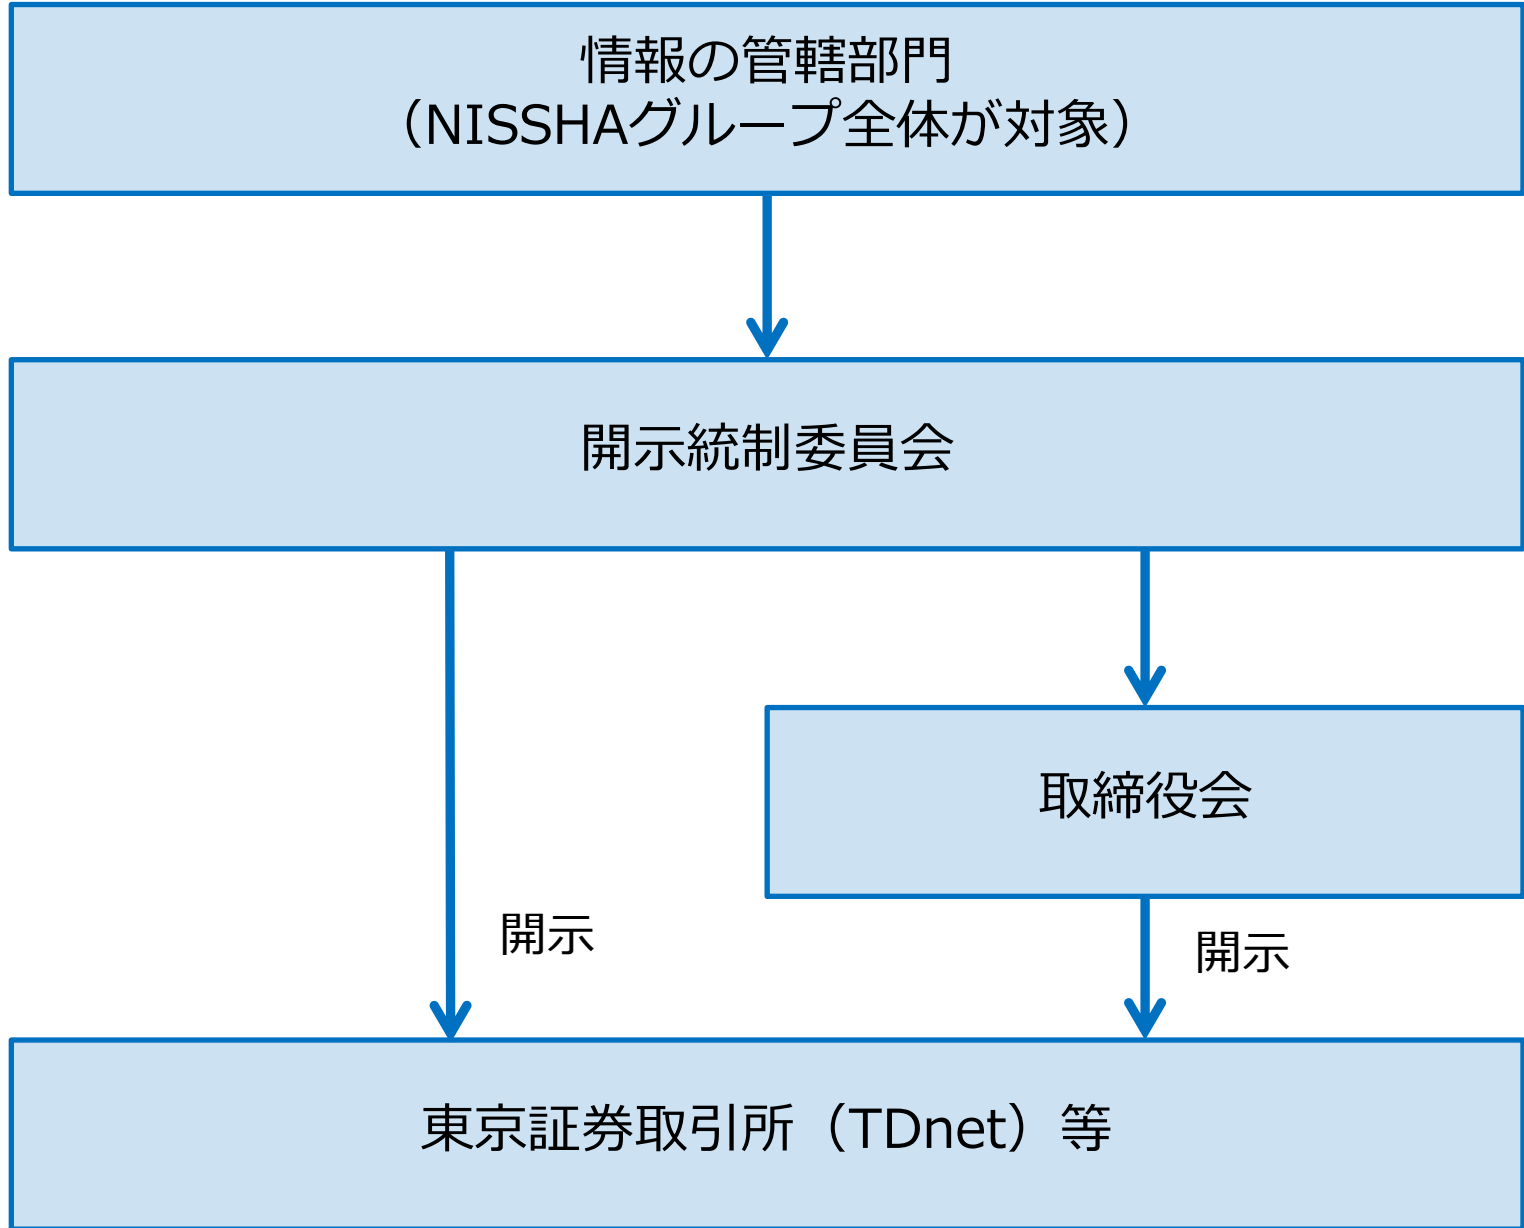 情報の管轄部門
（NISSHAグループ全体が対象）
開示統制委員会
取締役会
開示
開示
東京証券取引所（TDnet）等